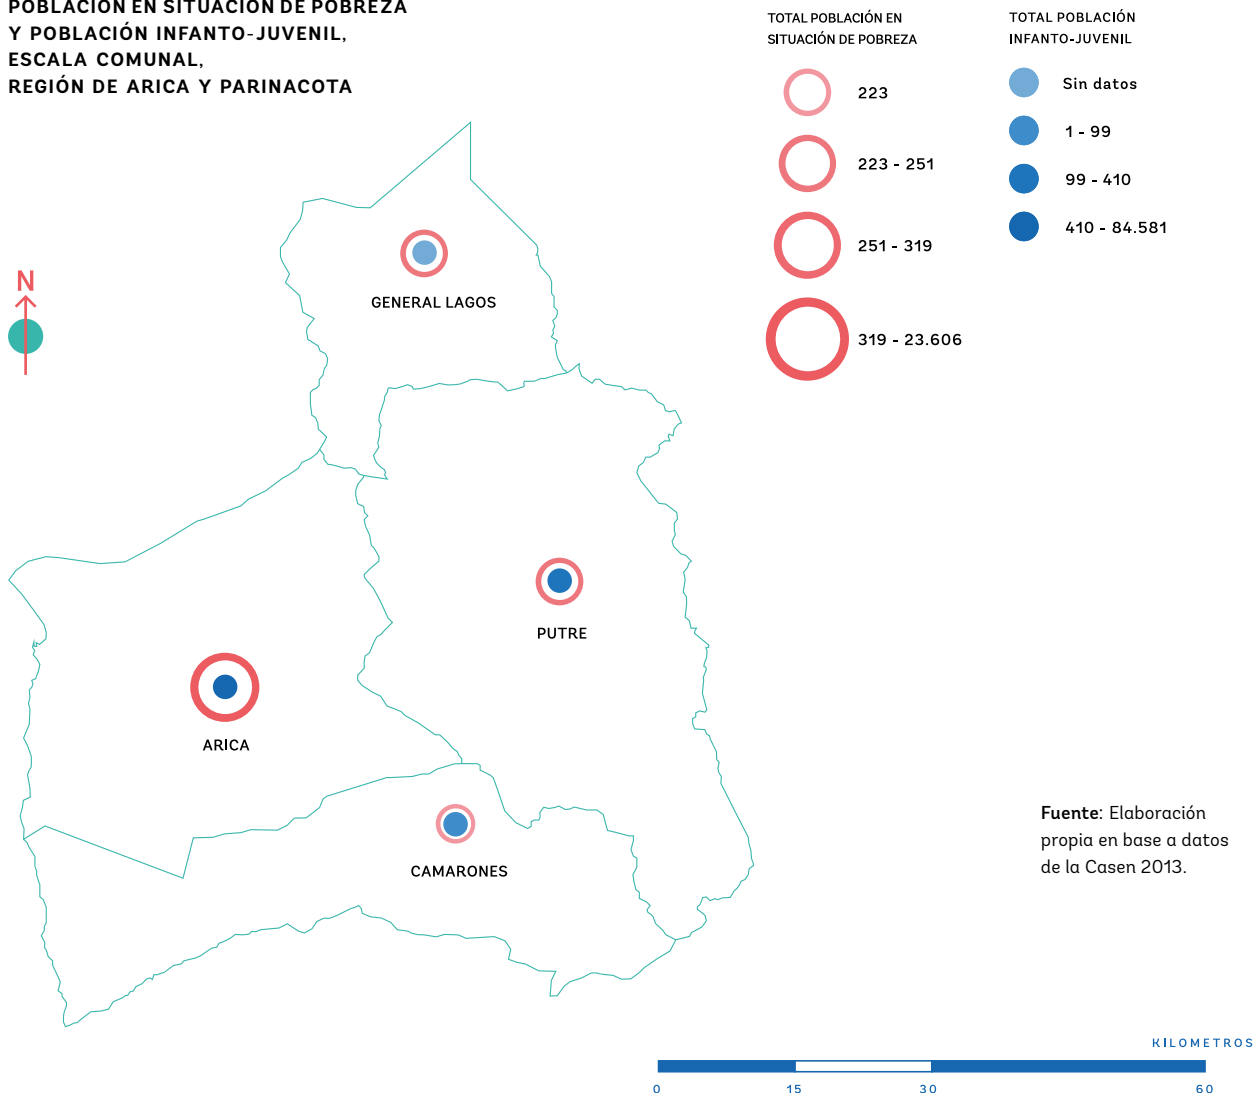 POBLACIÓN EN SITUACIÓN DE POBREZA
Y POBLACIÓN INFANTO-JUVENIL,
ESCALA COMUNAL,
REGIÓN DE ARICA Y PARINACOTA
TOTAL POBLACIÓN EN
SITUACIÓN DE POBREZA
223
223 - 251
251 - 319
319 - 23.606
TOTAL POBLACIÓN
INFANTO-JUVENIL
Sin datos
1 - 99
99 - 410
410 - 84.581
N
GENERAL LAGOS
PUTRE
ARICA
CAMARONES
Fuente: Elaboración
propia en base a datos
de la Casen 2013.
KILOMETROS
0 15 30 60